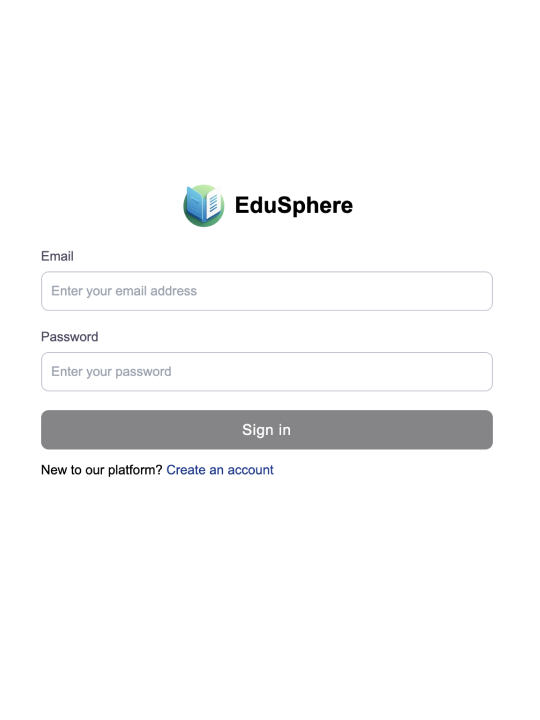 EduSphere
Email
Enter your email address
Password
Enter your password
Sign in
New to our platform? Create an account